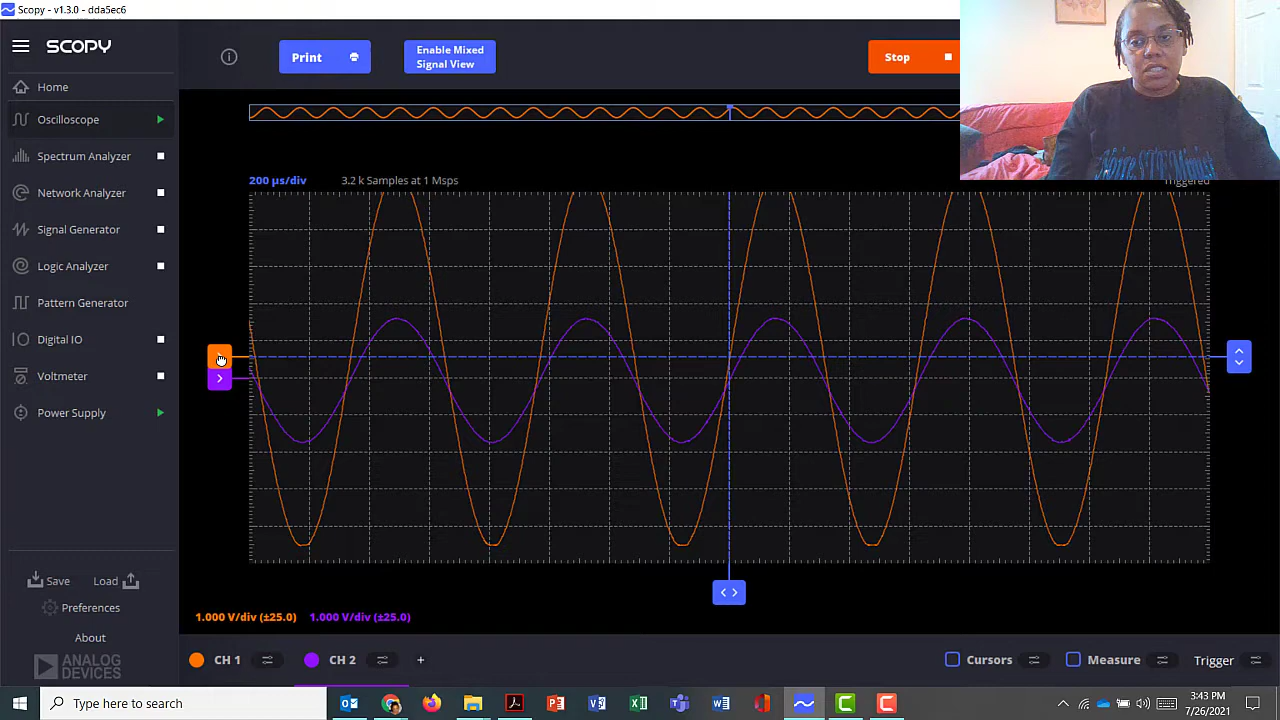 Scopy - v1.3.0 - dda5ec6
SCOPY
Print
Enable Mixed
Signal View
Stop
Home
Oscilloscope
Spectrum Analyzer
Network Analyzer
Signal Generator
Logic Analyzer
Pattern Generator
Digital IO
Voltmeter
Power Supply
200 µs/div
3.2 k Samples at 1 Msps
Triggered
Save
Load
Preferences
About
ANALOG
DEVICES
1.000 V/div (±25.0)
1.000 V/div (±25.0)
CH 1
CH 2
+
Cursors
Measure
Trigger
Type here to search
3:43 PM
7/26/2021